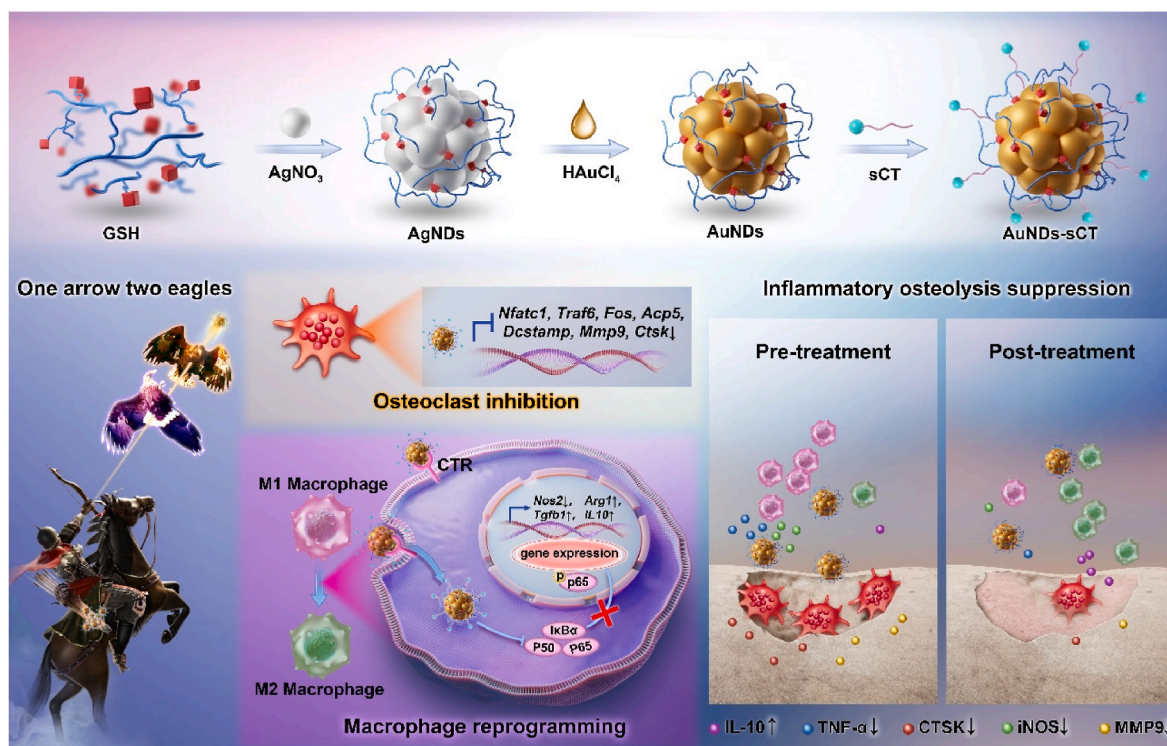 AgNO3
HAuCl4
sCT
GSH
AgNDs
AuNDs
AuNDs-sCT
One arrow two eagles
Nfatc1, Traf6, Fos, Acp5,
Dcstamp, Mmp9, Ctsk↓
Osteoclast inhibition
M1 Macrophage
M2 Macrophage
CTR
Nos2↓, Arg1↑,
Tgfb1↑, IL10↑
gene expression
P
p65
IκBα
P50
P65
Macrophage reprogramming
Inflammatory osteolysis suppression
Pre-treatment
Post-treatment
IL-10↑
TNF-α↓
CTSK↓
iNOS↓
MMP9